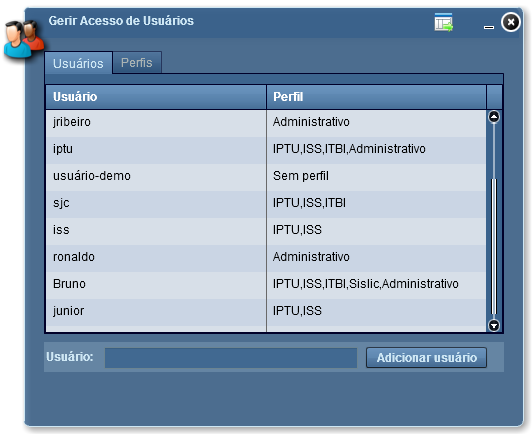 Gerir Acesso de Usuários
Usuários Perfis
Usuário Perfil
jribeiro Administrativo
iptu IPTU,ISS,ITBI,Administrativo
usuário-demo Sem perfil
sjc IPTU,ISS,ITBI
iss IPTU,ISS
ronaldo Administrativo
Bruno IPTU,ISS,ITBI,Sislic,Administrativo
junior IPTU,ISS
Usuário: Adicionar usuário